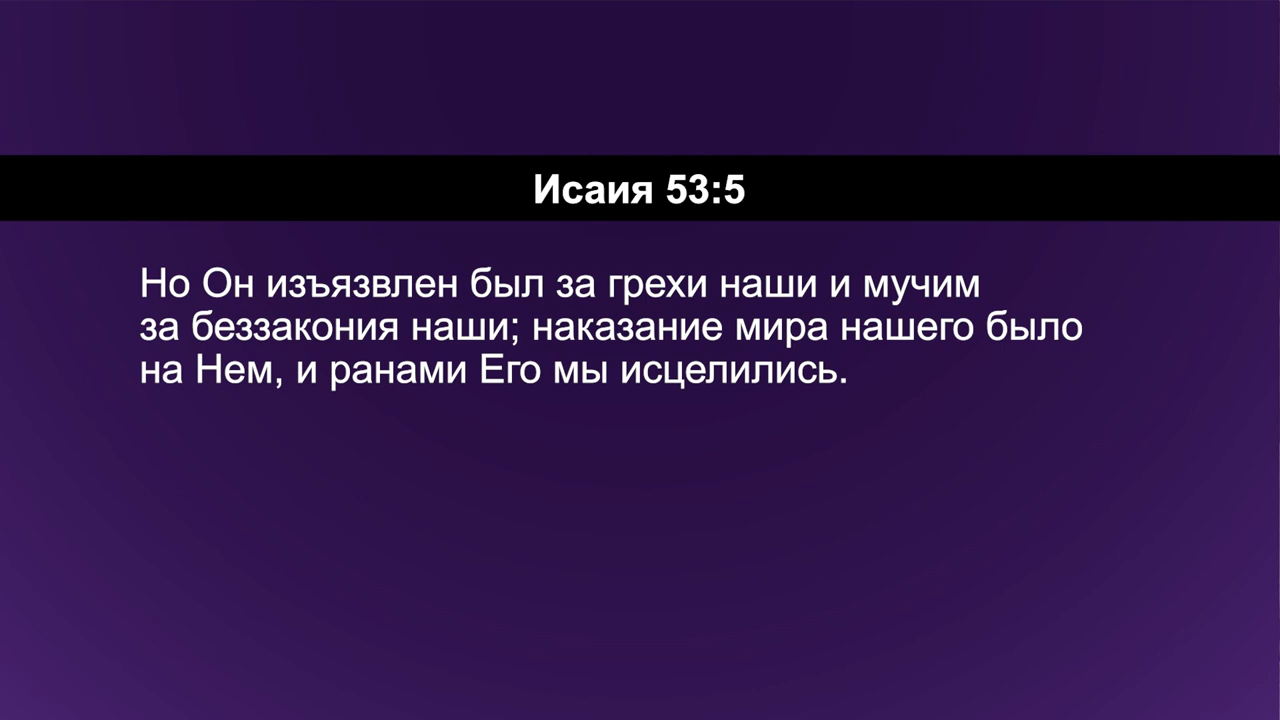 Исаия 53:5
Но Он изъязвлен был за грехи наши и мучим
за беззакония наши; наказание мира нашего было
на Нем, и ранами Его мы исцелились.